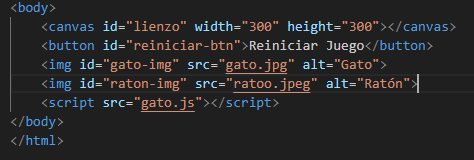 <body>
<canvas id="lienzo" width="300" height="300"></canvas>
<button id="reiniciar-btn">Reiniciar Juego</button>
<img id="gato-img" src="gato.jpg" alt="Gato">
<img id="raton-img" src="ratoo.jpeg" alt="Ratón">
<script src="gato.js"></script>
</body>
</html>